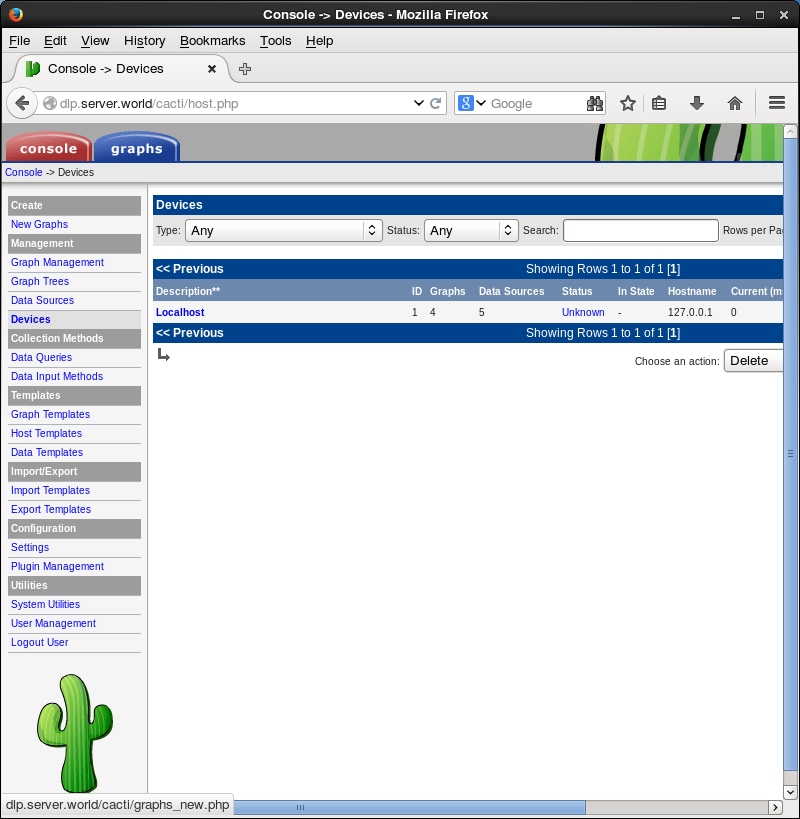 Console -> Devices - Mozilla Firefox
File Edit View History Bookmarks Tools Help
Console -> Devices
dlp.server.world/cacti/host.php
8 Google
console graphs
Console -> Devices
Create
New Graphs
Management
Graph Management
Graph Trees
Data Sources
Devices
Collection Methods
Data Queries
Data Input Methods
Templates
Graph Templates
Host Templates
Data Templates
Import/Export
Import Templates
Export Templates
Configuration
Settings
Plugin Management
Utilities
System Utilities
User Management
Logout User
Devices
Type: Any Status: Any Search: Rows per Pa
<< Previous Showing Rows 1 to 1 of 1 [1]
Description** ID Graphs Data Sources Status In State Hostname Current (m
Localhost 1 4 5 Unknown - 127.0.0.1 0
<< Previous Showing Rows 1 to 1 of 1 [1]
Choose an action: Delete
dlp.server.world/cacti/graphs_new.php